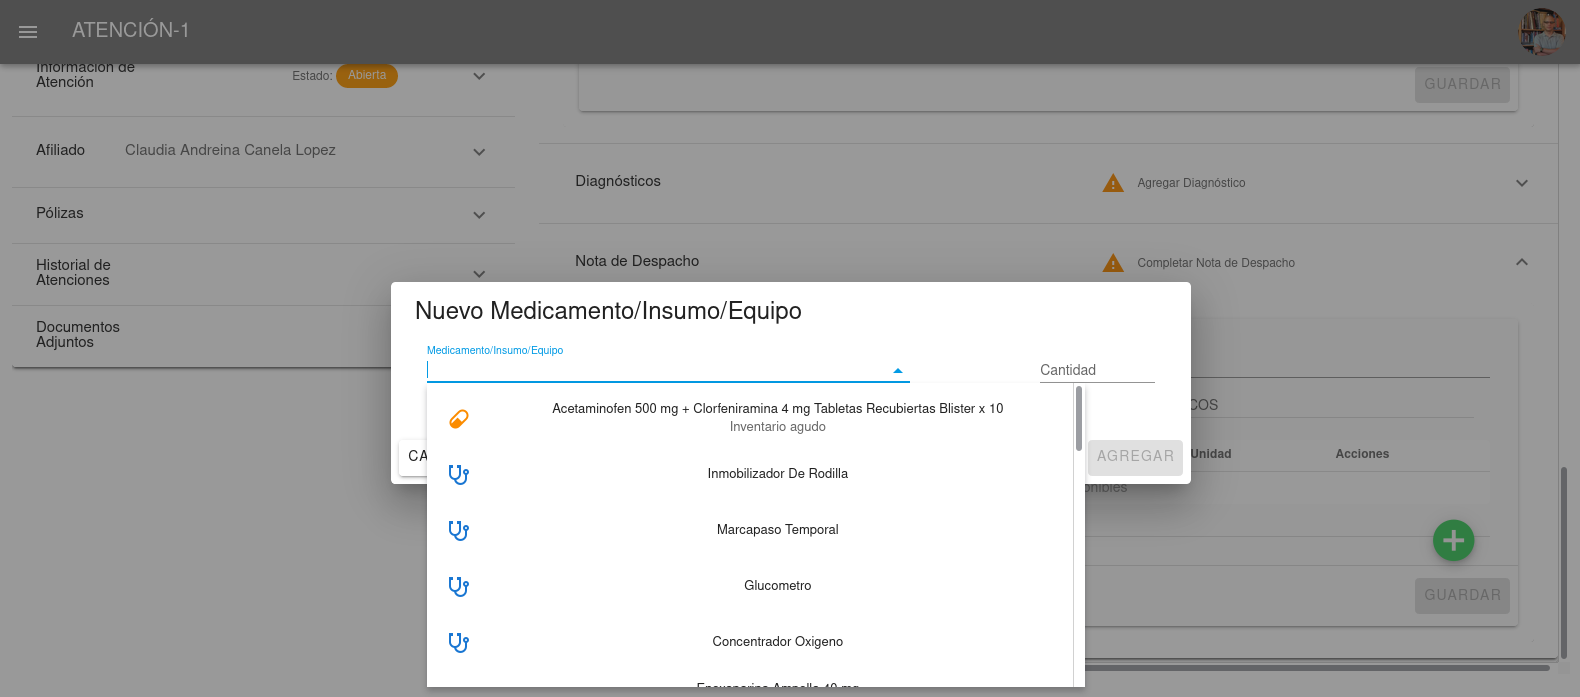 ATENCIÓN-1
Información de
Atención
Estado:
Abierta
GUARDAR
Afiliado
Claudia Andreina Canela Lopez
Diagnósticos
Agregar Diagnóstico
Pólizas
Nota de Despacho
Completar Nota de Despacho
Historial de
Atenciones
Documentos
Adjuntos
Nuevo Medicamento/Insumo/Equipo
Medicamento/Insumo/Equipo
Cantidad
Acetaminofen 500 mg + Clorfeniramina 4 mg Tabletas Recubiertas Blister x 10
Inventario agudo
Inmobilizador De Rodilla
Marcapaso Temporal
Glucometro
Concentrador Oxigeno
CA
AGREGAR
COS
Unidad
Acciones
GUARDAR